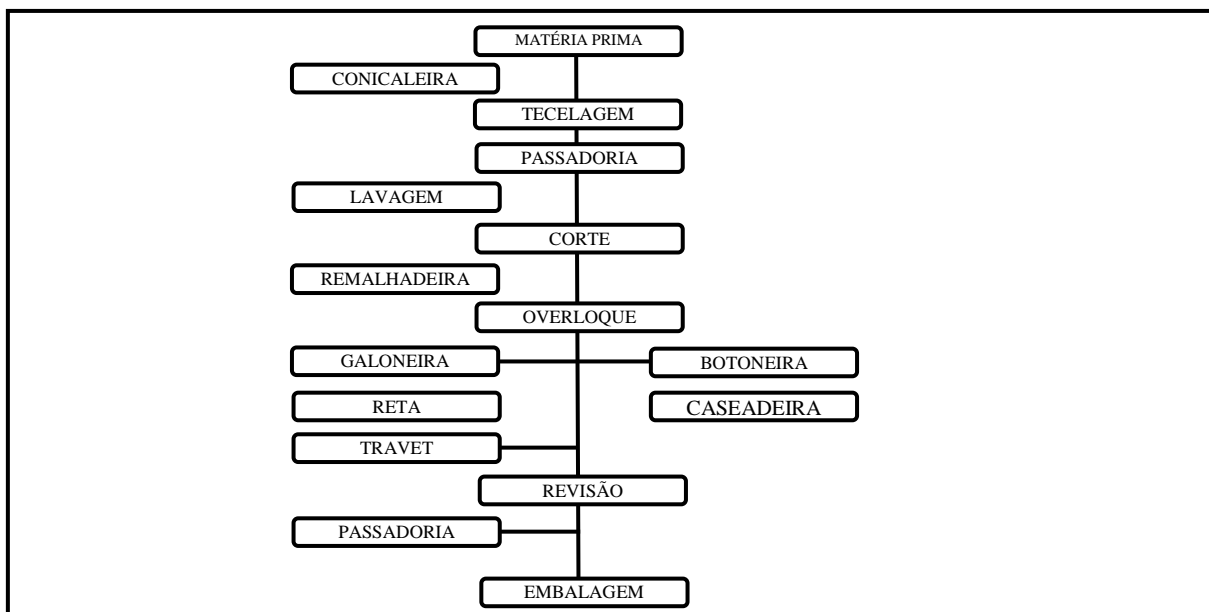 MATÉRIA PRIMA
CONICALEIRA
TECELAGEM
PASSADORIA
LAVAGEM
CORTE
REMALHADEIRA
OVERLOQUE
GALONEIRA
BOTONEIRA
RETA
CASEADEIRA
TRAVET
REVISÃO
PASSADORIA
EMBALAGEM